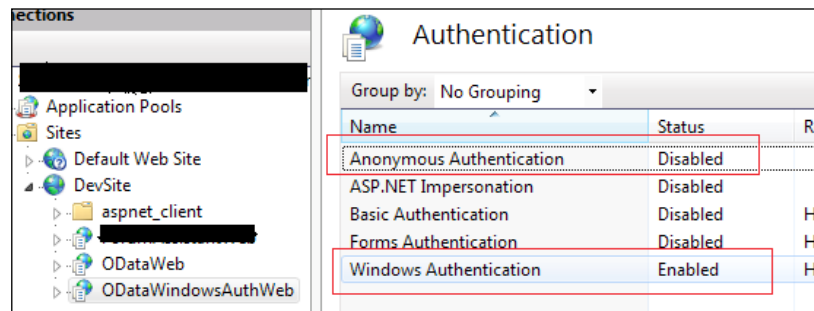 nections
Application Pools
Sites
Default Web Site
DevSite
aspnet_client
ODataWeb
ODataWindowsAuthWeb
Authentication
Group by: No Grouping
Name Status R
Anonymous Authentication Disabled
ASP.NET Impersonation Disabled
Basic Authentication Disabled H
Forms Authentication Disabled H
Windows Authentication Enabled H